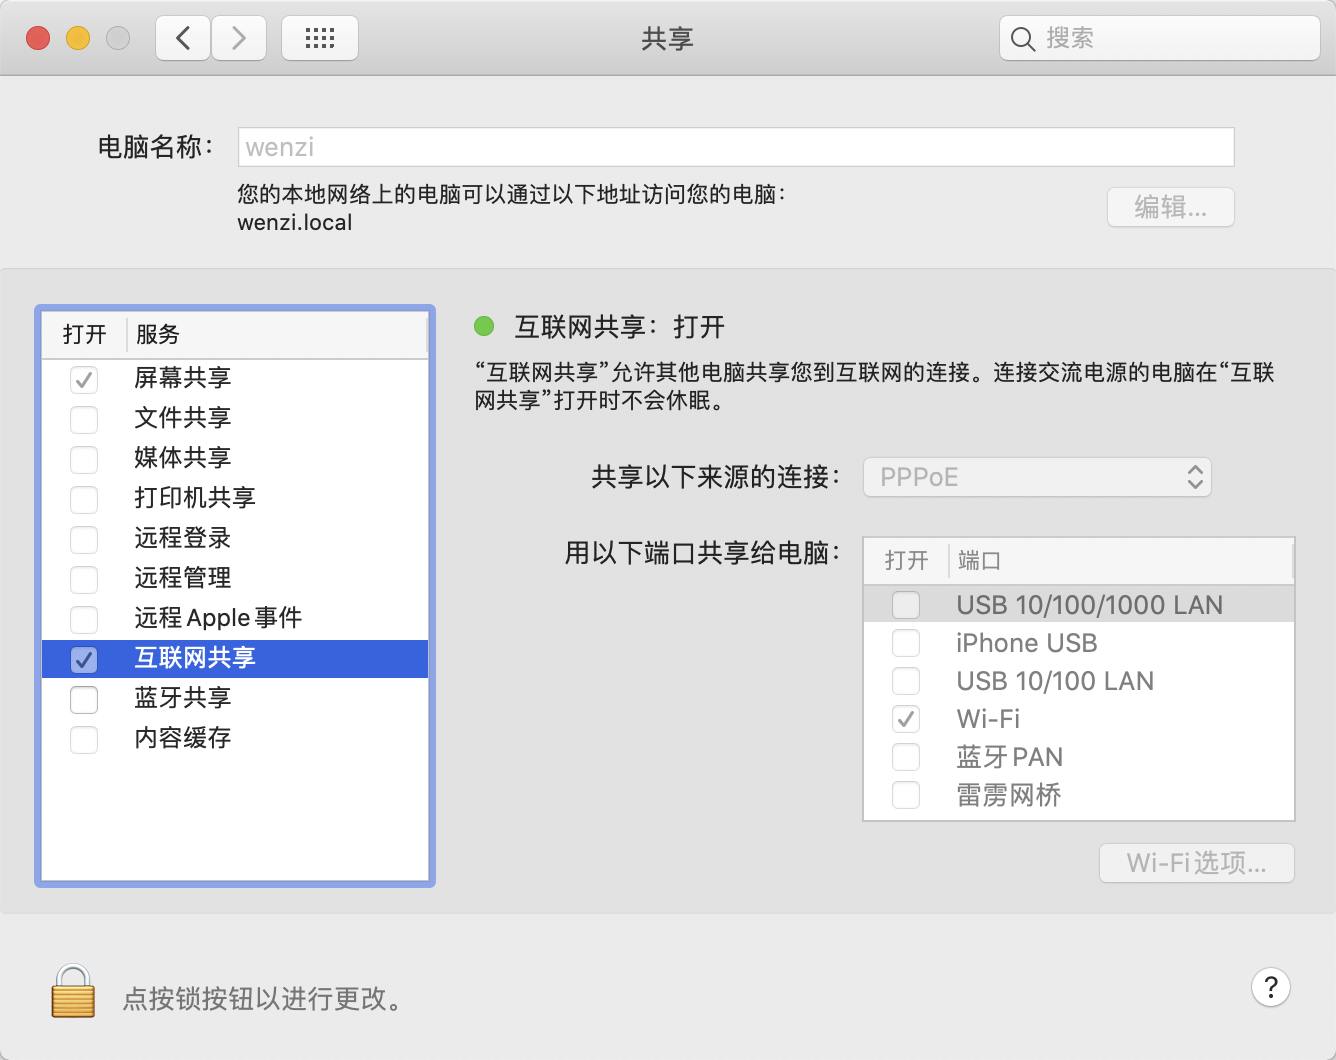 共享
搜索
电脑名称：
wenzi
您的本地网络上的电脑可以通过以下地址访问您的电脑：
wenzi.local
编辑...
打开 服务
屏幕共享
文件共享
媒体共享
打印机共享
远程登录
远程管理
远程Apple事件
互联网共享
蓝牙共享
内容缓存
互联网共享：打开
“互联网共享”允许其他电脑共享您到互联网的连接。连接交流电源的电脑在“互联
网共享”打开时不会休眠。
共享以下来源的连接：
PPPoE
用以下端口共享给电脑：
打开 端口
USB 10/100/1000 LAN
iPhone USB
USB 10/100 LAN
Wi-Fi
蓝牙PAN
雷雳网桥
Wi-Fi选项...
点按锁按钮以进行更改。
?